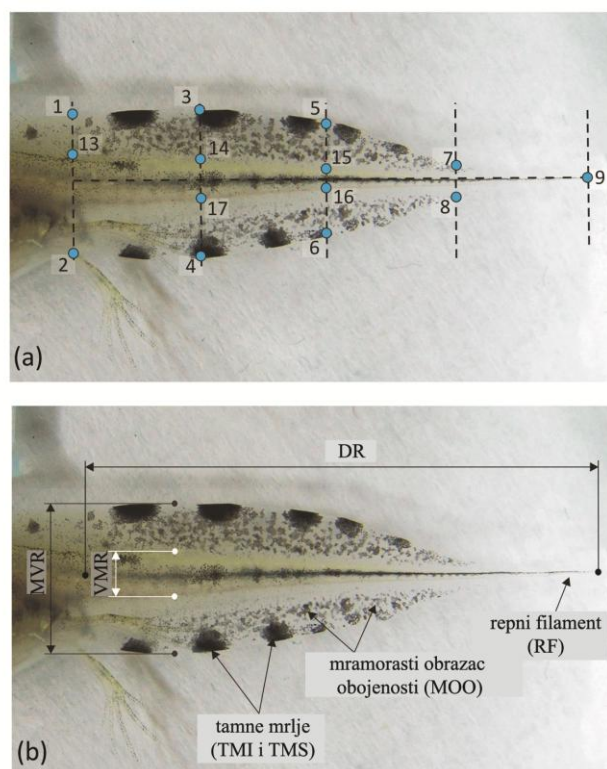 1
3
5
13
14
15
7
9
17
16
8
2
4
6
(a)
DR
MVR
VMR
repni filament
(RF)
mramorasti obrazac
obojenosti (MOO)
tamne mrlje
(TMI i TMS)
(b)